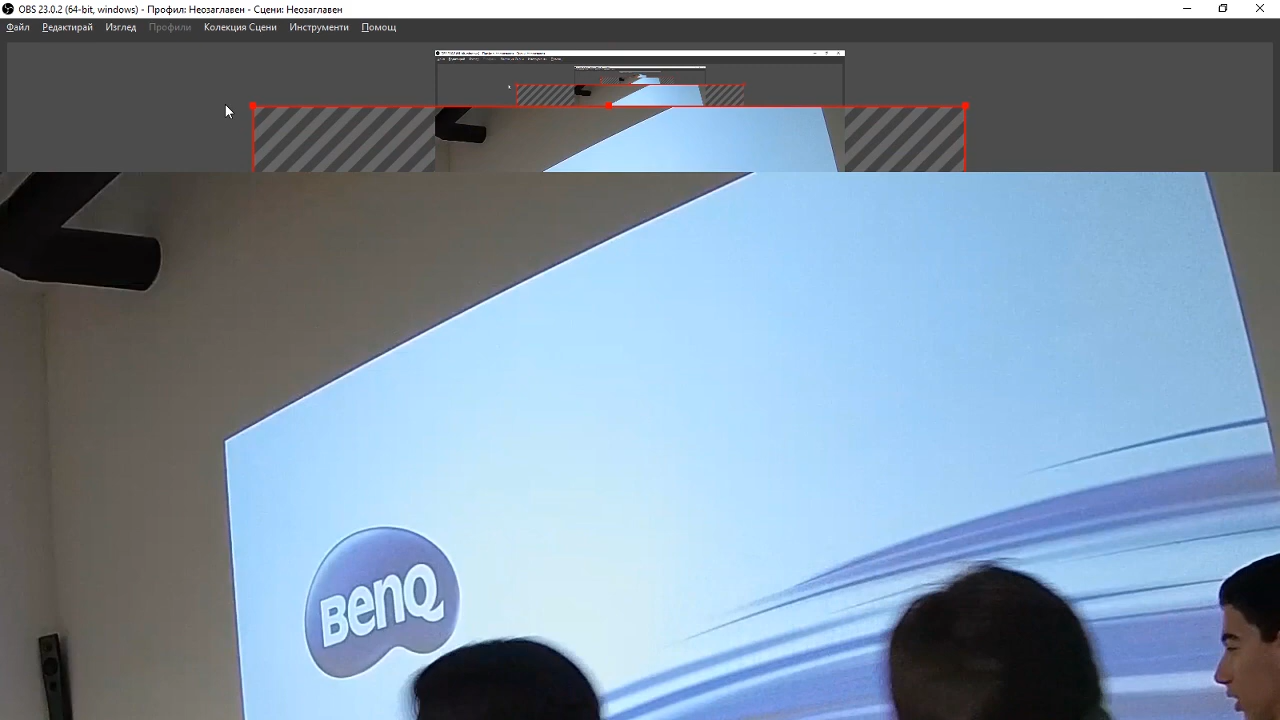 OBS 23.0.2 (64-bit, windows) - Профил: Неозаглавен - Сцени: Неозаглавен
Файл Редактирай Изглед Профили Колекция Сцени Инструменти Помощ
BenQ